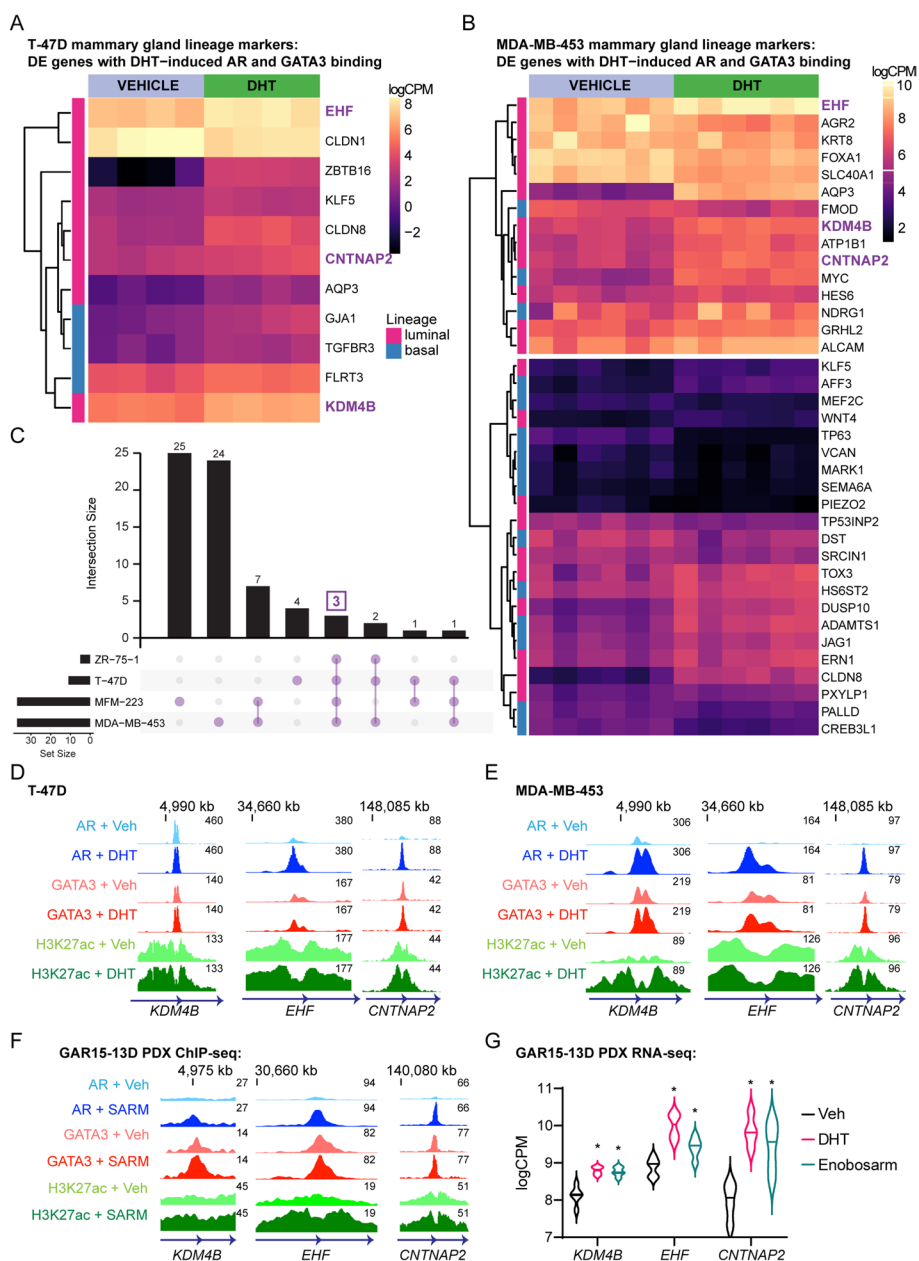 A
T-47D mammary gland lineage markers:
DE genes with DHT−induced AR and GATA3 binding
VEHICLE
DHT
logCPM
8
6
4
2
0
−2
EHF
CLDN1
ZBTB16
KLF5
CLDN8
CNTNAP2
AQP3
GJA1
TGFBR3
FLRT3
KDM4B
Lineage
luminal
basal
B
MDA-MB-453 mammary gland lineage markers:
DE genes with DHT−induced AR and GATA3 binding
VEHICLE
DHT
logCPM
10
8
6
4
2
EHF
AGR2
KRT8
FOXA1
SLC40A1
AQP3
FMOD
KDM4B
ATP1B1
CNTNAP2
MYC
HES6
NDRG1
GRHL2
ALCAM
KLF5
AFF3
MEF2C
WNT4
TP63
VCAN
MARK1
SEMA6A
PIEZO2
TP53INP2
DST
SRCIN1
TOX3
HS6ST2
DUSP10
ADAMTS1
JAG1
ERN1
CLDN8
PXYLP1
PALLD
CREB3L1
C
Intersection Size
25
20
15
10
5
0
25
24
7
4
3
2
1
1
ZR-75-1
T-47D
MFM-223
MDA-MB-453
30 20 10 0
Set Size
D
T-47D
4,990 kb 34,660 kb 148,085 kb
AR + Veh 460 380 88
AR + DHT 460 380 88
GATA3 + Veh 140 167 42
GATA3 + DHT 140 167 42
H3K27ac + Veh 133 177 44
H3K27ac + DHT 133 177 44
KDM4B EHF CNTNAP2
E
MDA-MB-453
4,990 kb 34,660 kb 148,085 kb
AR + Veh 306 164 97
AR + DHT 306 164 97
GATA3 + Veh 219 81 79
GATA3 + DHT 219 81 79
H3K27ac + Veh 89 126 96
H3K27ac + DHT 89 126 96
KDM4B EHF CNTNAP2
F
GAR15-13D PDX ChIP-seq:
4,975 kb 30,660 kb 140,080 kb
AR + Veh 27 94 66
AR + SARM 27 94 66
GATA3 + Veh 14 82 77
GATA3 + SARM 14 82 77
H3K27ac + Veh 45 19 51
H3K27ac + SARM 45 19 51
KDM4B EHF CNTNAP2
G
GAR15-13D PDX RNA-seq:
logCPM
11
10
9
8
7
* * * * * *
Veh
DHT
Enobosarm
KDM4B EHF CNTNAP2